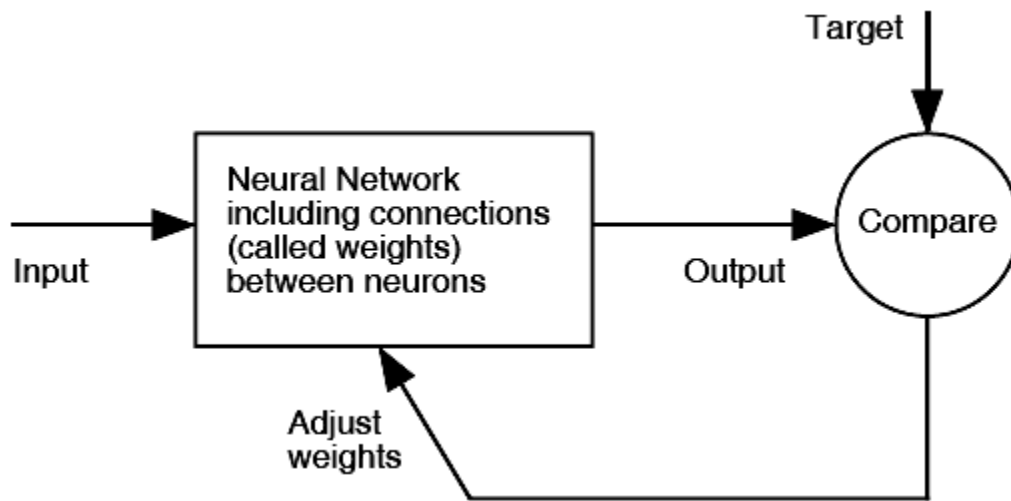 Target
Neural Network
including connections
(called weights)
between neurons
Compare
Input
Output
Adjust
weights